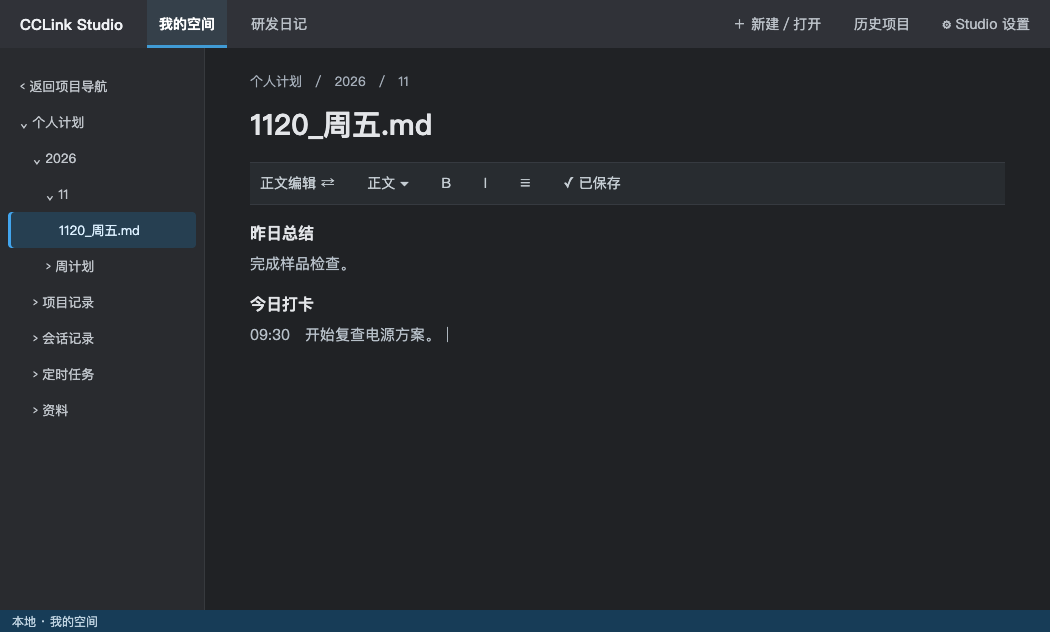 CCLink Studio
我的空间
研发日记
+ 新建 / 打开
历史项目
⚙ Studio 设置
‹ 返回项目导航
⌄ 个人计划
⌄ 2026
⌄ 11
1120_周五.md
› 周计划
› 项目记录
› 会话记录
› 定时任务
› 资料
个人计划 / 2026 / 11
1120_周五.md
正文编辑 ⇄ 正文 ▾ B I ≡ ✓ 已保存
昨日总结
完成样品检查。
今日打卡
09:30 开始复查电源方案。
本地 · 我的空间